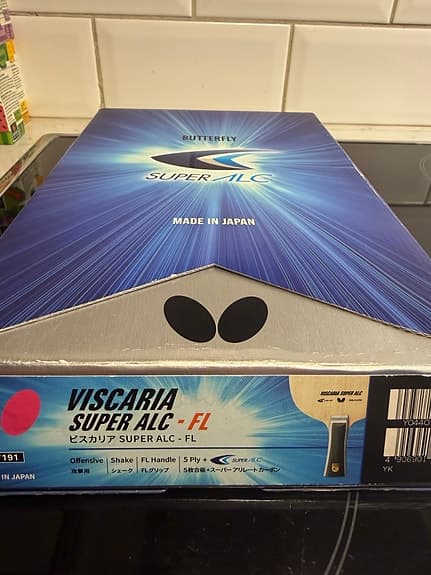 BUTTERFLY
SUPER ALC
MADE IN JAPAN
VISCARIA
SUPER ALC - FL
ビスカリア SUPER ALC - FL
Offensive Shake FL Handle 5 Ply + SUPER ALC
攻撃用 シェーク FLグリップ 5枚合板+スーパーアリレートカーボン
T191
IN JAPAN
VISCARIA SUPER ALC
Y0440
YK